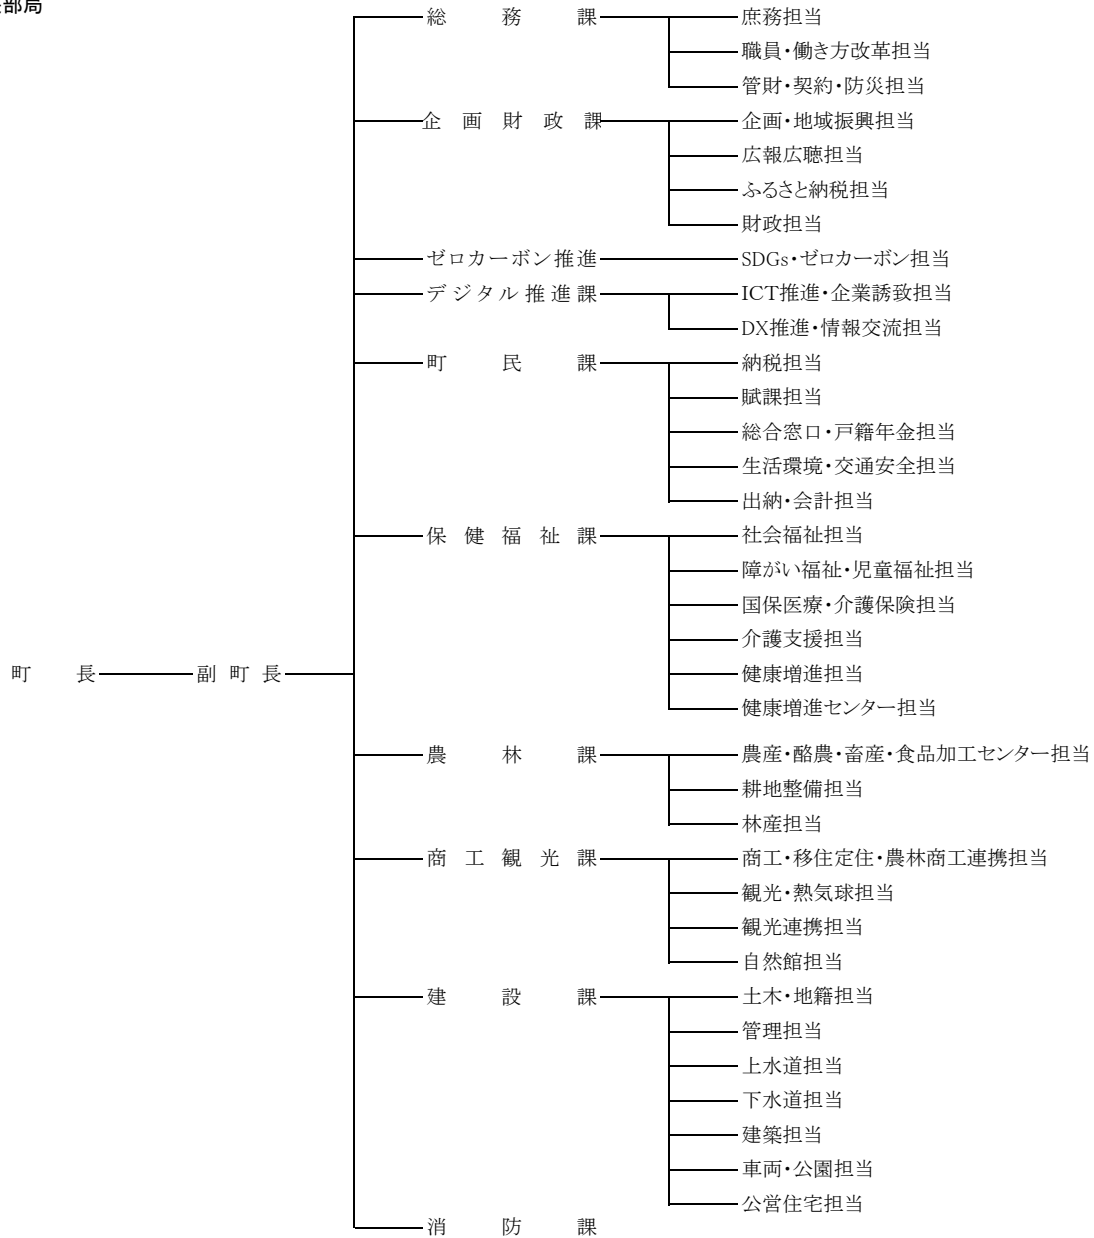 部局
総務課 庶務担当
職員・働き方改革担当
管財・契約・防災担当
企画財政課 企画・地域振興担当
広報広聴担当
ふるさと納税担当
財政担当
ゼロカーボン推進 SDGs・ゼロカーボン担当
デジタル推進課 ICT推進・企業誘致担当
DX推進・情報交流担当
町民課 納税担当
賦課担当
総合窓口・戸籍年金担当
生活環境・交通安全担当
出納・会計担当
保健福祉課 社会福祉担当
障がい福祉・児童福祉担当
国保医療・介護保険担当
介護支援担当
町長 副町長 健康増進担当
健康増進センター担当
農林課 農産・酪農・畜産・食品加工センター担当
耕地整備担当
林産担当
商工観光課 商工・移住定住・農林商工連携担当
観光・熱気球担当
観光連携担当
自然館担当
建設課 土木・地籍担当
管理担当
上水道担当
下水道担当
建築担当
車両・公園担当
公営住宅担当
消防課